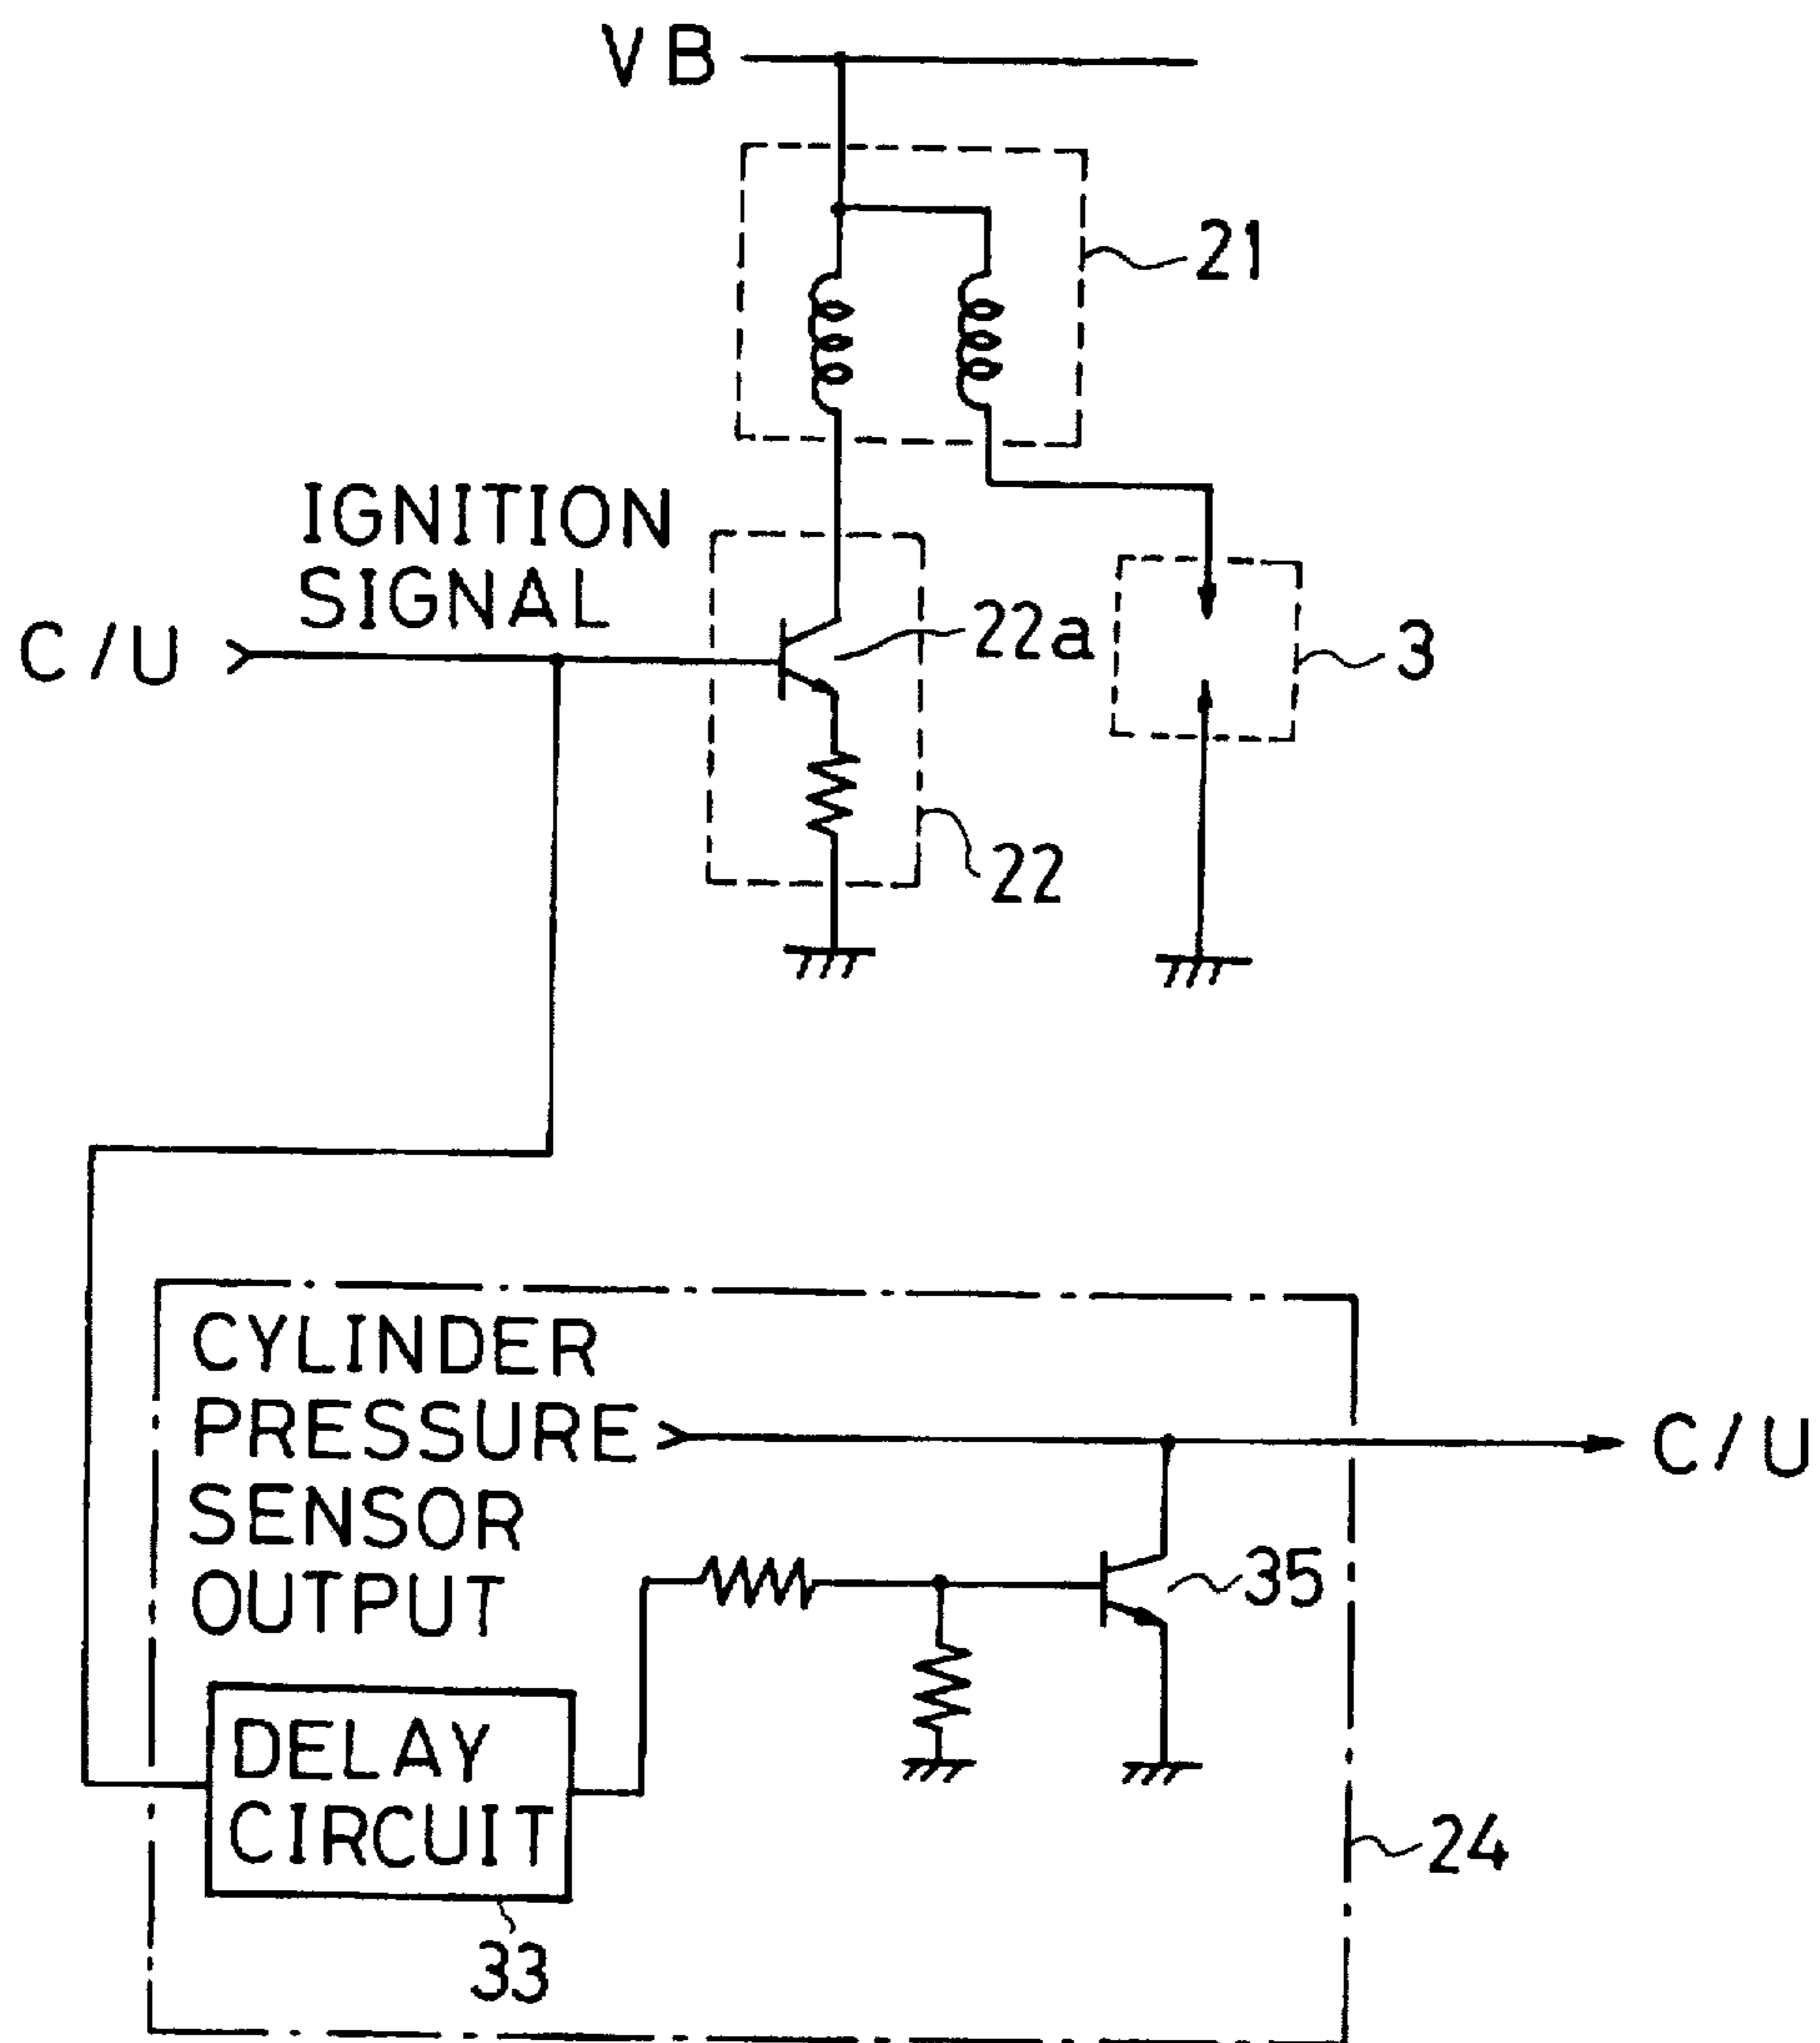 VB
21
IGNITION
SIGNAL
C/U
22a
3
22
CYLINDER
PRESSURE
SENSOR
OUTPUT
C/U
35
DELAY
CIRCUIT
24
33